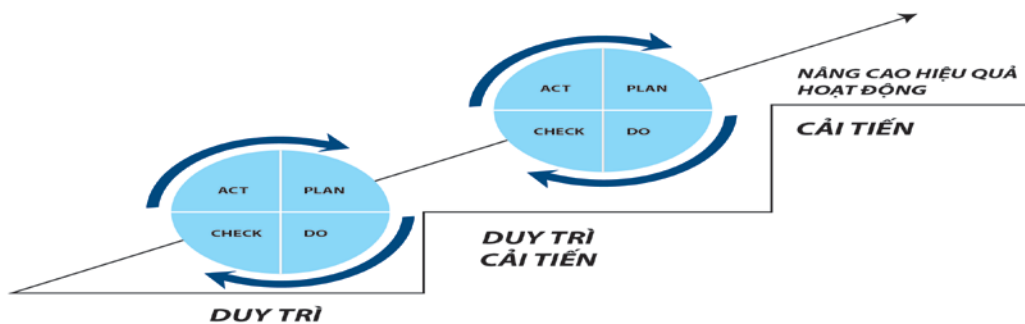 ACT PLAN
CHECK DO
NÂNG CAO HIỆU QUẢ
HOẠT ĐỘNG
CẢI TIẾN
ACT PLAN
CHECK DO
DUY TRÌ
CẢI TIẾN
DUY TRÌ